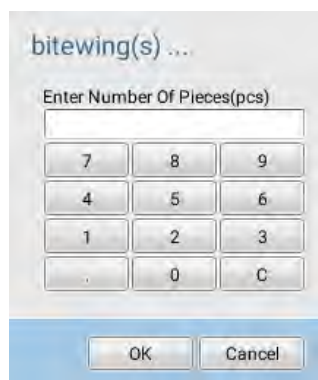 bitewing(s) ....
Enter Number Of Pieces(pcs)
7 8 9
4 5 6
1 2 3
. 0 C
OK Cancel